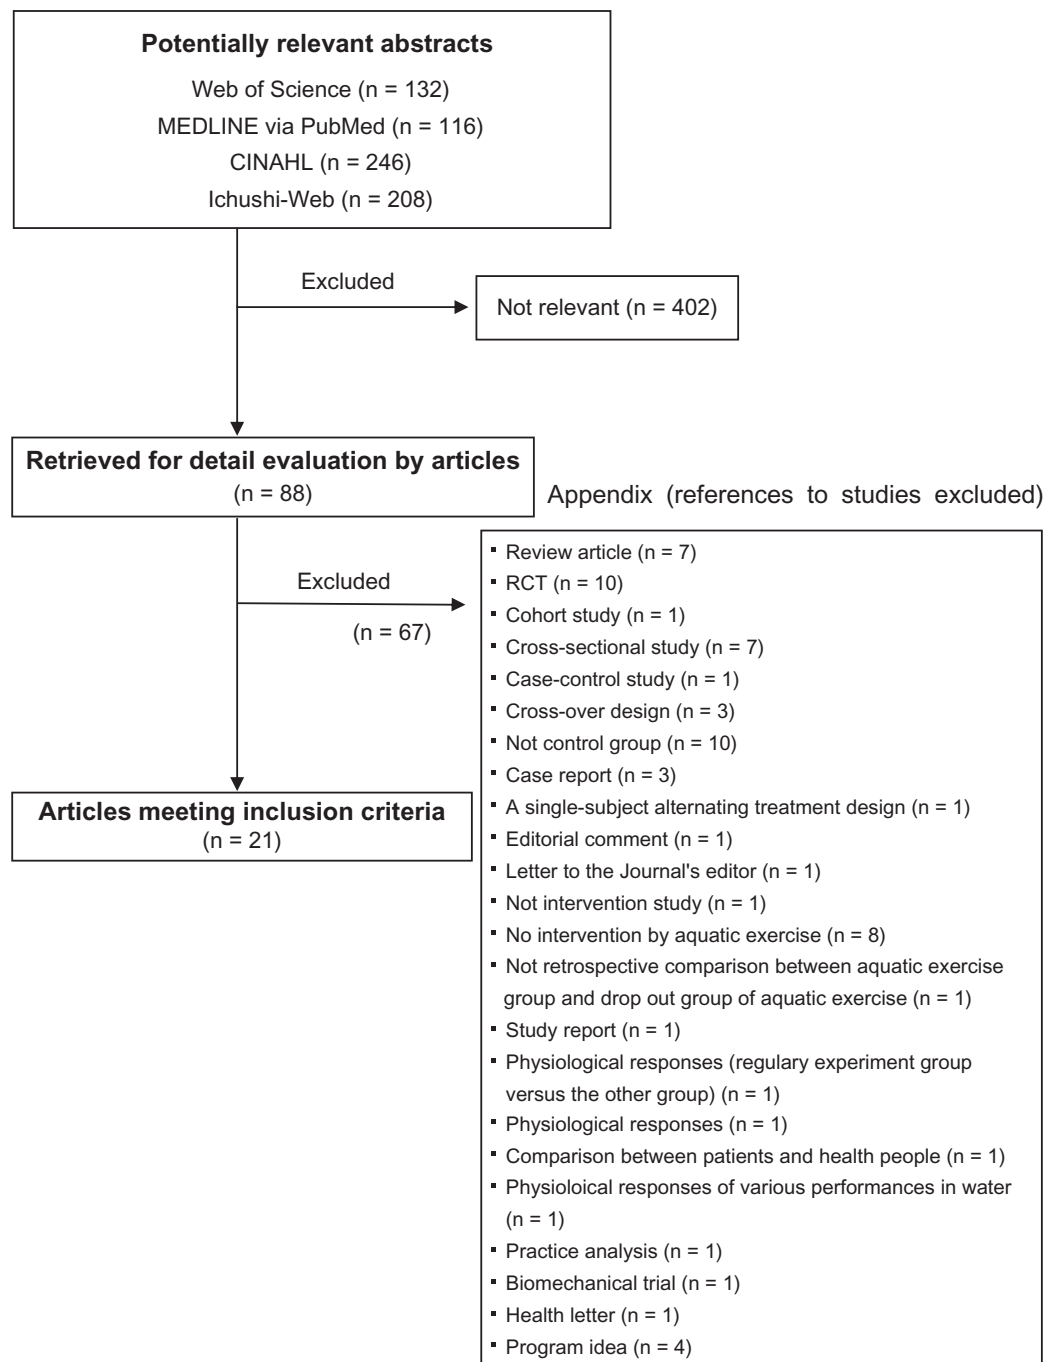 Potentially relevant abstracts
Web of Science (n = 132)
MEDLINE via PubMed (n = 116)
CINAHL (n = 246)
Ichushi-Web (n = 208)
Excluded
Not relevant (n = 402)
Retrieved for detail evaluation by articles
(n = 88)
Appendix (references to studies excluded)
Excluded
(n = 67)
▪ Review article (n = 7)
▪ RCT (n = 10)
▪ Cohort study (n = 1)
▪ Cross-sectional study (n = 7)
▪ Case-control study (n = 1)
▪ Cross-over design (n = 3)
▪ Not control group (n = 10)
▪ Case report (n = 3)
▪ A single-subject alternating treatment design (n = 1)
▪ Editorial comment (n = 1)
▪ Letter to the Journal's editor (n = 1)
▪ Not intervention study (n = 1)
▪ No intervention by aquatic exercise (n = 8)
▪ Not retrospective comparison between aquatic exercise
group and drop out group of aquatic exercise (n = 1)
▪ Study report (n = 1)
▪ Physiological responses (regulary experiment group
versus the other group) (n = 1)
▪ Physiological responses (n = 1)
▪ Comparison between patients and health people (n = 1)
▪ Physioloical responses of various performances in water
(n = 1)
▪ Practice analysis (n = 1)
▪ Biomechanical trial (n = 1)
▪ Health letter (n = 1)
▪ Program idea (n = 4)
Articles meeting inclusion criteria
(n = 21)